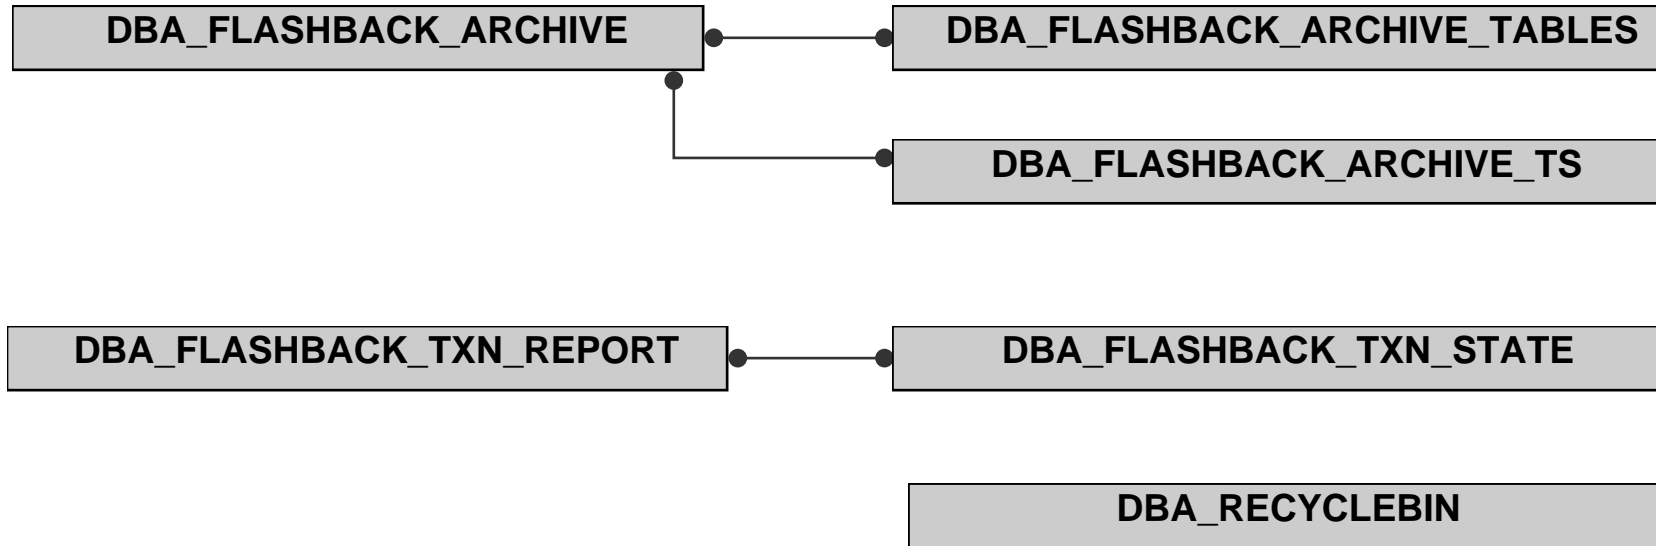 DBA_FLASHBACK_ARCHIVE
DBA_FLASHBACK_ARCHIVE_TABLES
DBA_FLASHBACK_ARCHIVE_TS
DBA_FLASHBACK_TXN_REPORT
DBA_FLASHBACK_TXN_STATE
DBA_RECYCLEBIN